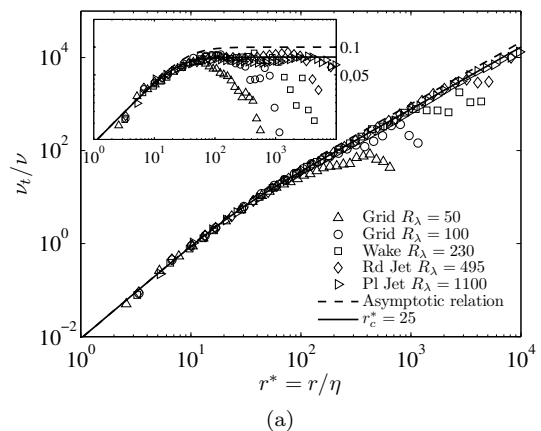 (a)
10^4
10^2
10^0
10^{-2}
ν_t/ν
0.1
0,05
10^0 10^1 10^2 10^3
△ Grid R_λ = 50
○ Grid R_λ = 100
□ Wake R_λ = 230
◇ Rd Jet R_λ = 495
▷ Pl Jet R_λ = 1100
Asymptotic relation
r_c^* = 25
10^0 10^1 10^2 10^3 10^4
r^* = r/η
(a)